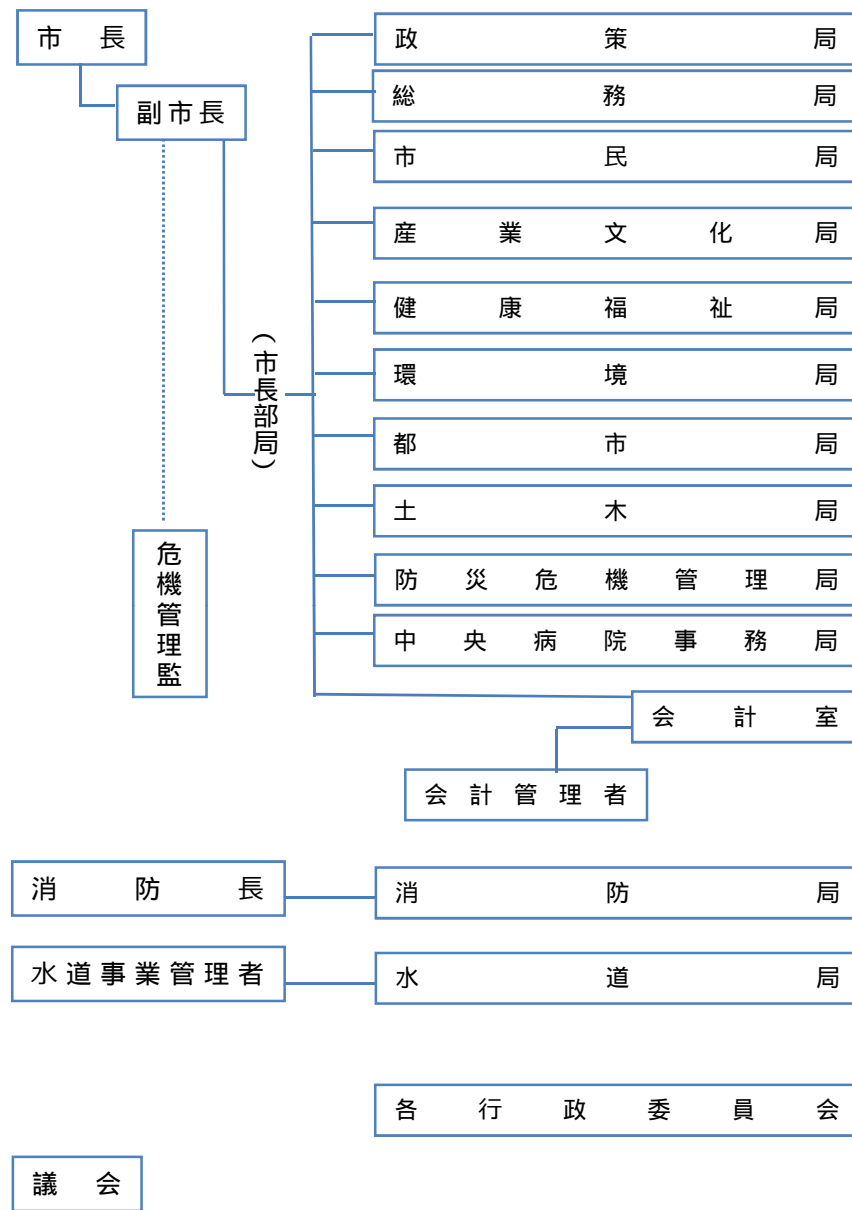 市長
政策局
総務局
副市長
市民局
産業文化局
健康福祉局
（市長部局）
環境局
都市局
土木局
危機管理監
防災危機管理局
中央病院事務局
会計室
会計管理者
消防長
消防局
水道事業管理者
水道局
各行政委員会
議会